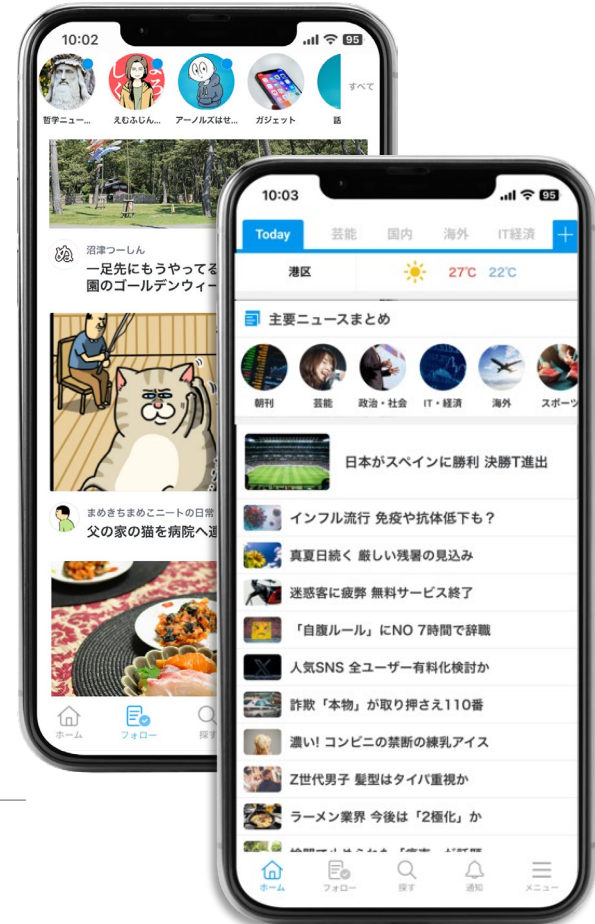 10:02
95
すべて
哲学ニュー...
えむふじん...
アーノルズはせ...
ガジェット
話
沼津つーしん
一足先にもうやってる
園のゴールデンウィー
まめきちまめこニートの日常
父の家の猫を病院へ連
ホーム
フォロー
探す
10:03
95
Today
芸能
国内
海外
IT経済
+
港区
27℃ 22℃
主要ニュースまとめ
朝刊
芸能
政治・社会
IT・経済
海外
スポーツ
日本がスペインに勝利 決勝T進出
インフル流行 免疫や抗体低下も?
真夏日続く 厳しい残暑の見込み
迷惑客に疲弊 無料サービス終了
「自腹ルール」にNO 7時間で辞職
人気SNS 全ユーザー有料化検討か
詐欺「本物」が取り押さえ110番
濃い! コンビニの禁断の練乳アイス
Z世代男子 髪型はタイパ重視か
ラーメン業界 今後は「2極化」か
ホーム
フォロー
探す
通知
メニュー